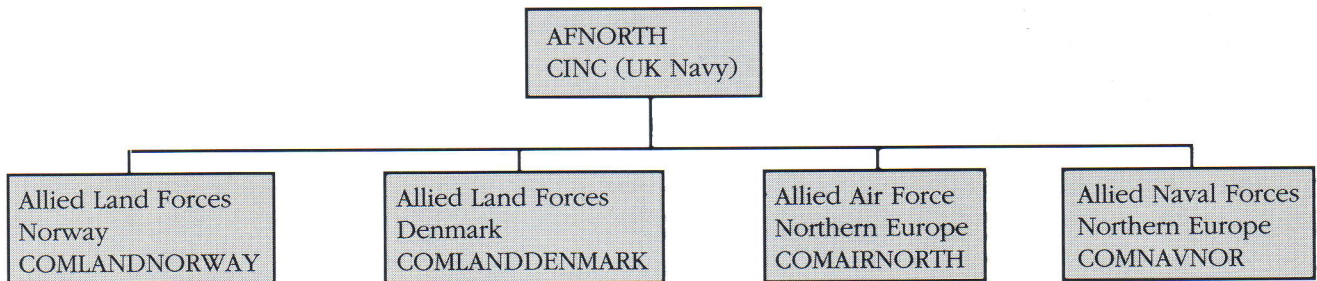 AFNORTH
CINC (UK Navy)
Allied Land Forces
Norway
COMLANDNORWAY
Allied Land Forces
Denmark
COMLANDDENMARK
Allied Air Force
Northern Europe
COMAIRNORTH
Allied Naval Forces
Northern Europe
COMNAVNOR